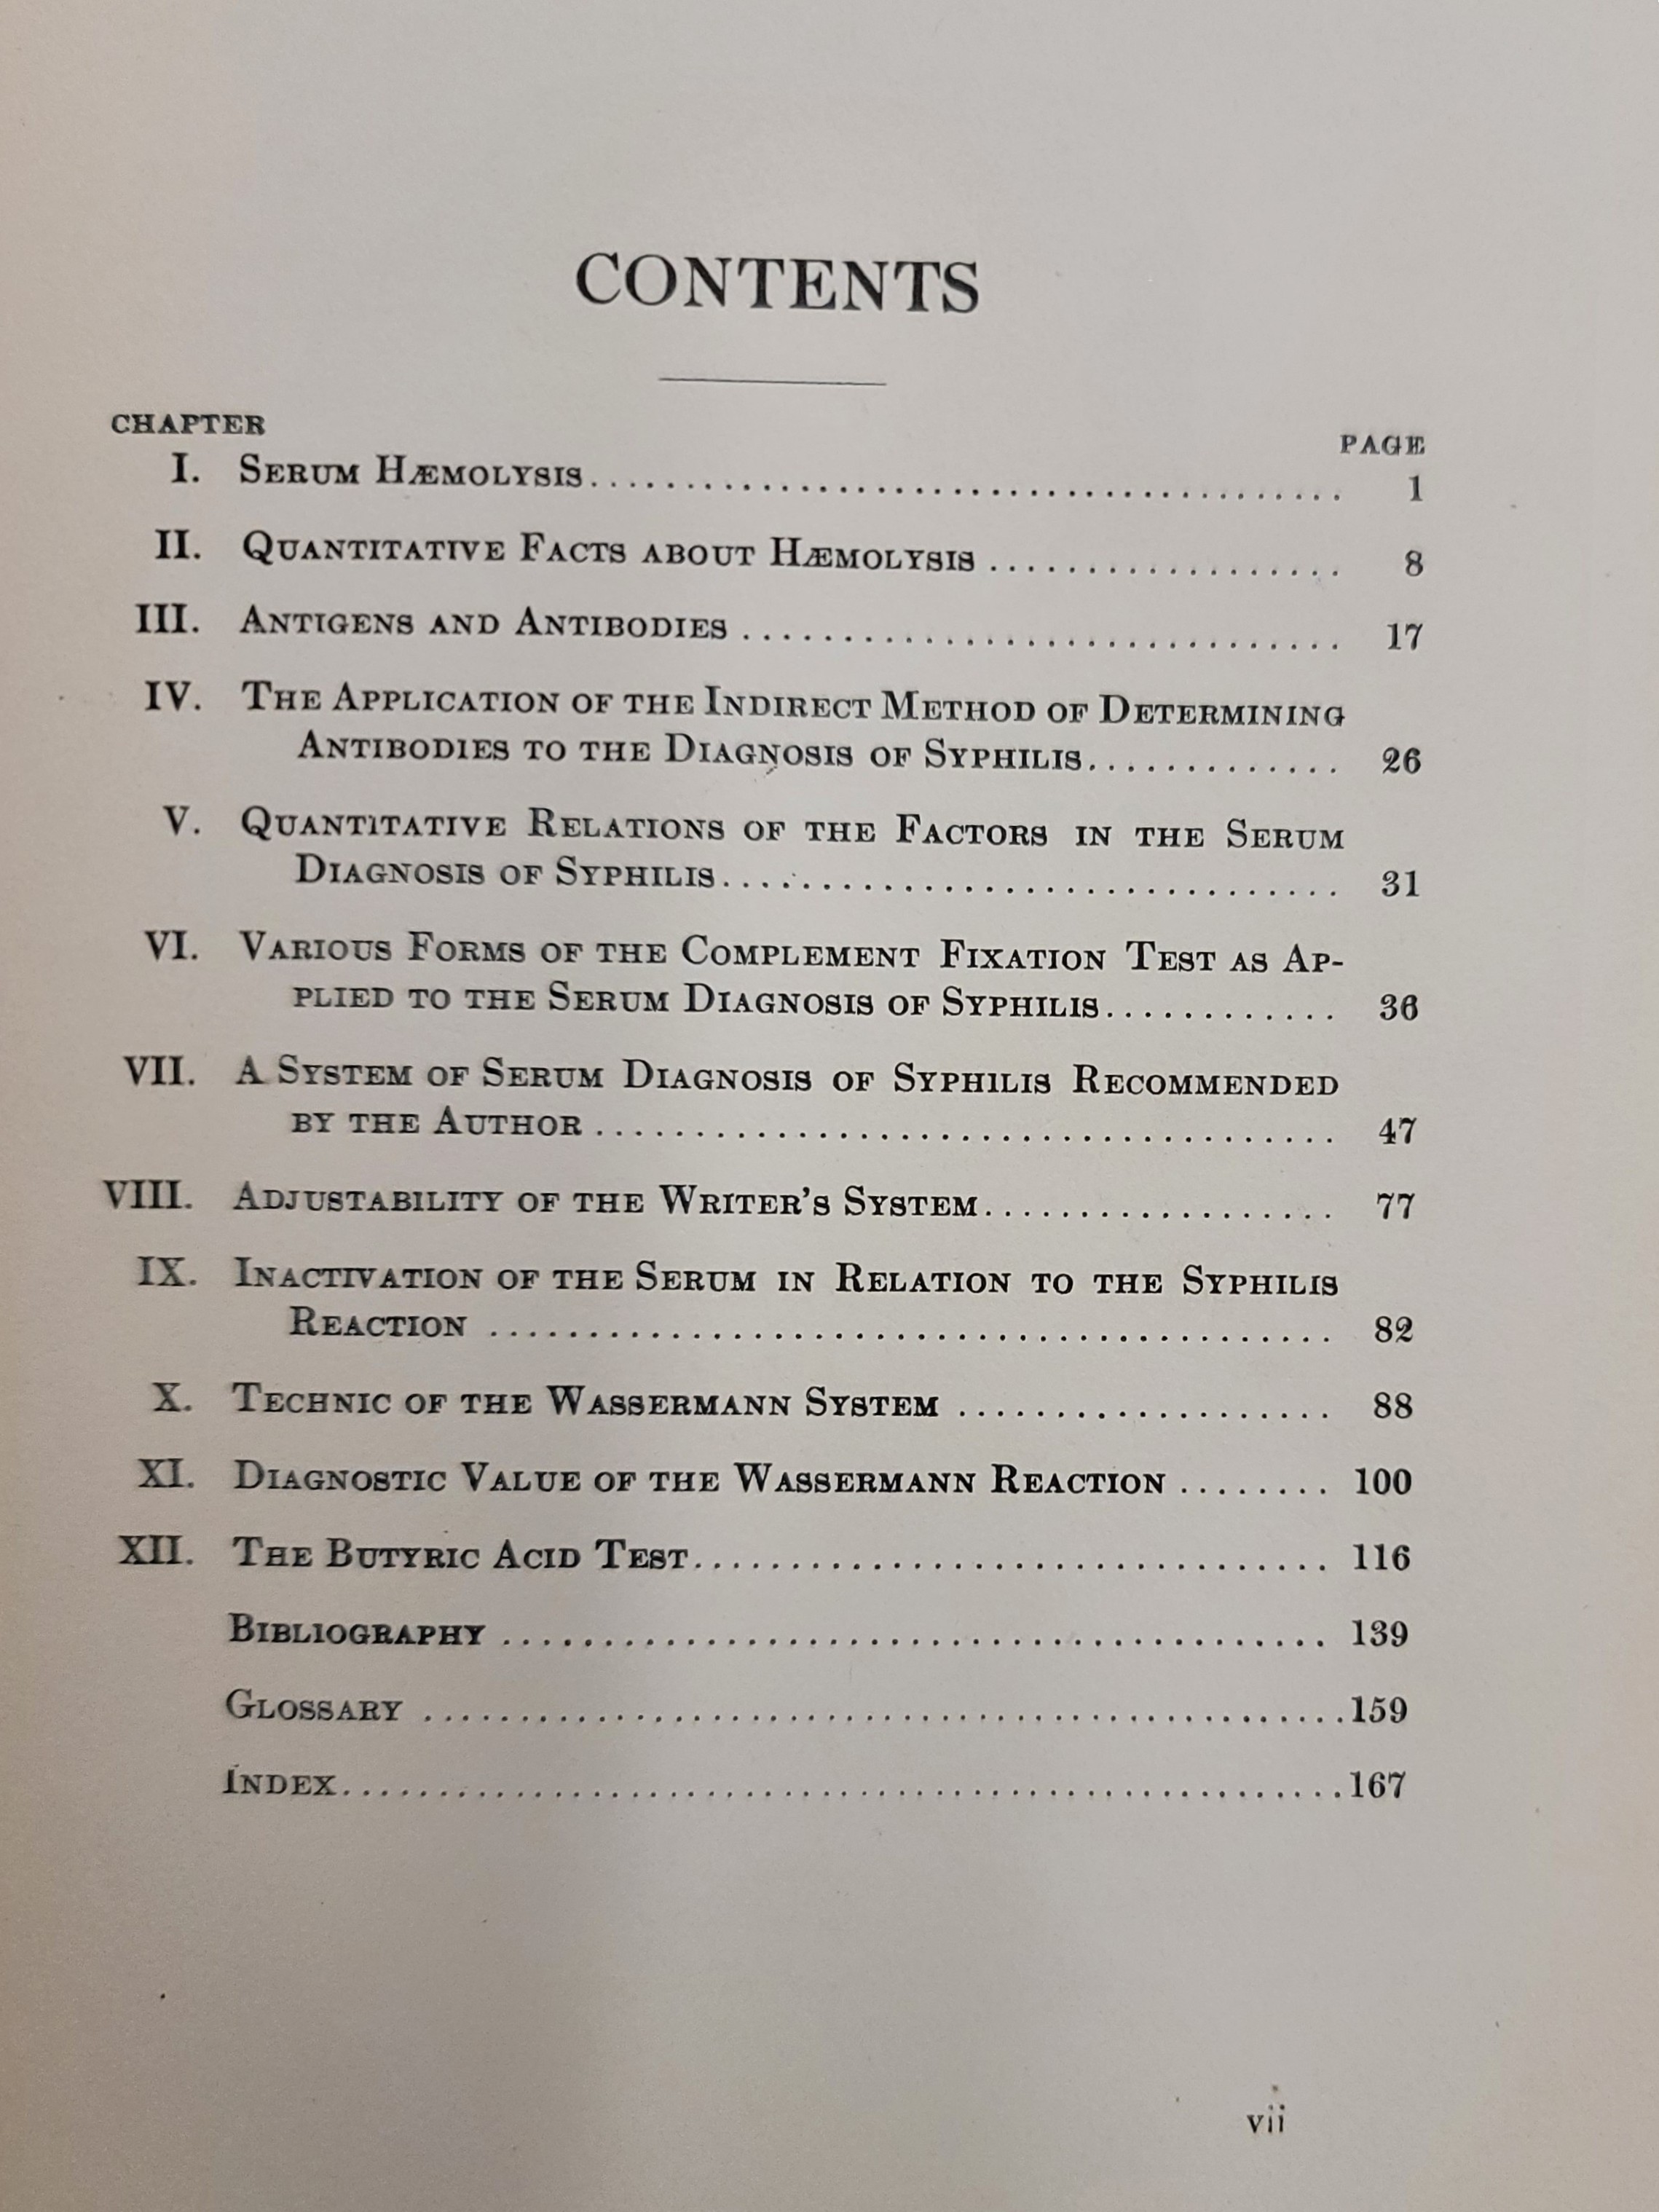 CONTENTS
CHAPTER
PAGE
I. SERUM HÆMOLYSIS........................................ 1
II. QUANTITATIVE FACTS ABOUT HÆMOLYSIS .................. 8
III. ANTIGENS AND ANTIBODIES .............................. 17
IV. THE APPLICATION OF THE INDIRECT METHOD OF DETERMINING
ANTIBODIES TO THE DIAGNOSIS OF SYPHILIS............. 26
V. QUANTITATIVE RELATIONS OF THE FACTORS IN THE SERUM
DIAGNOSIS OF SYPHILIS................................ 31
VI. VARIOUS FORMS OF THE COMPLEMENT FIXATION TEST AS AP-
PLIED TO THE SERUM DIAGNOSIS OF SYPHILIS............ 36
VII. A SYSTEM OF SERUM DIAGNOSIS OF SYPHILIS RECOMMENDED
BY THE AUTHOR ...................................... 47
VIII. ADJUSTABILITY OF THE WRITER'S SYSTEM.................. 77
IX. INACTIVATION OF THE SERUM IN RELATION TO THE SYPHILIS
REACTION ........................................... 82
X. TECHNIC OF THE WASSERMANN SYSTEM ................... 88
XI. DIAGNOSTIC VALUE OF THE WASSERMANN REACTION ........ 100
XII. THE BUTYRIC ACID TEST................................. 116
BIBLIOGRAPHY .......................................... 139
GLOSSARY ................................................159
INDEX....................................................167
vii